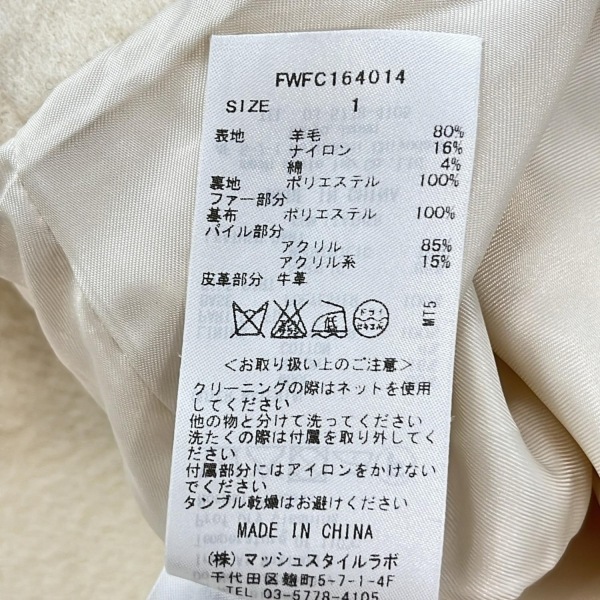 FWFC164014
SIZE 1
表地 羊毛 80%
ナイロン 16%
綿 4%
裏地 ポリエステル 100%
ファー部分
基布 ポリエステル 100%
パイル部分
アクリル 85%
アクリル系 15%
皮革部分 牛革
低
MT5
<お取り扱い上のご注意>
クリーニングの際はネットを使用
してください
他の物と分けて洗ってください
洗たくの際は付属を取り外してく
ださい
付属部分にはアイロンをかけない
でください
タンブル乾燥はお避けください
MADE IN CHINA
(株) マッシュスタイルラボ
千代田区麹町5-7-1-4F
TEL 03-5778-4105